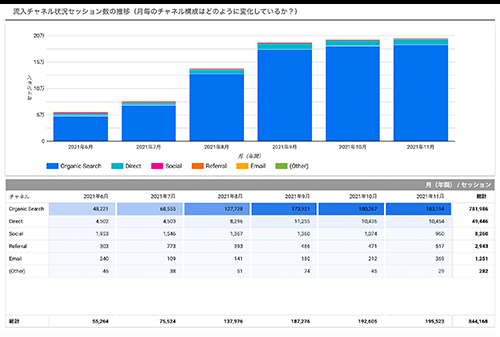 流入チャネル状況セッション数の推移（月毎のチャネル構成はどのように変化しているか？）
20万
15万
10万
5万
0
セッション
2021年6月 2021年7月 2021年8月 2021年9月 2021年10月 2021年11月
月（年間）
Organic Search Direct Social Referral Email (Other)
月（年間） / セッション
チャネル 2021年6月 2021年7月 2021年8月 2021年9月 2021年10月 2021年11月 総計
Organic Search 48,221 68,555 127,728 781,986
Direct 4,502 4,503 8,296 11,256 10,435 10,454 49,446
Social 1,953 1,546 1,367 1,360 1,074 960 8,260
Referral 303 773 393 486 471 517 2,943
Email 240 109 141 180 212 369 1,251
(Other) 45 38 51 74 45 29 282
総計 55,264 75,524 137,976 187,276 192,605 195,523 844,168